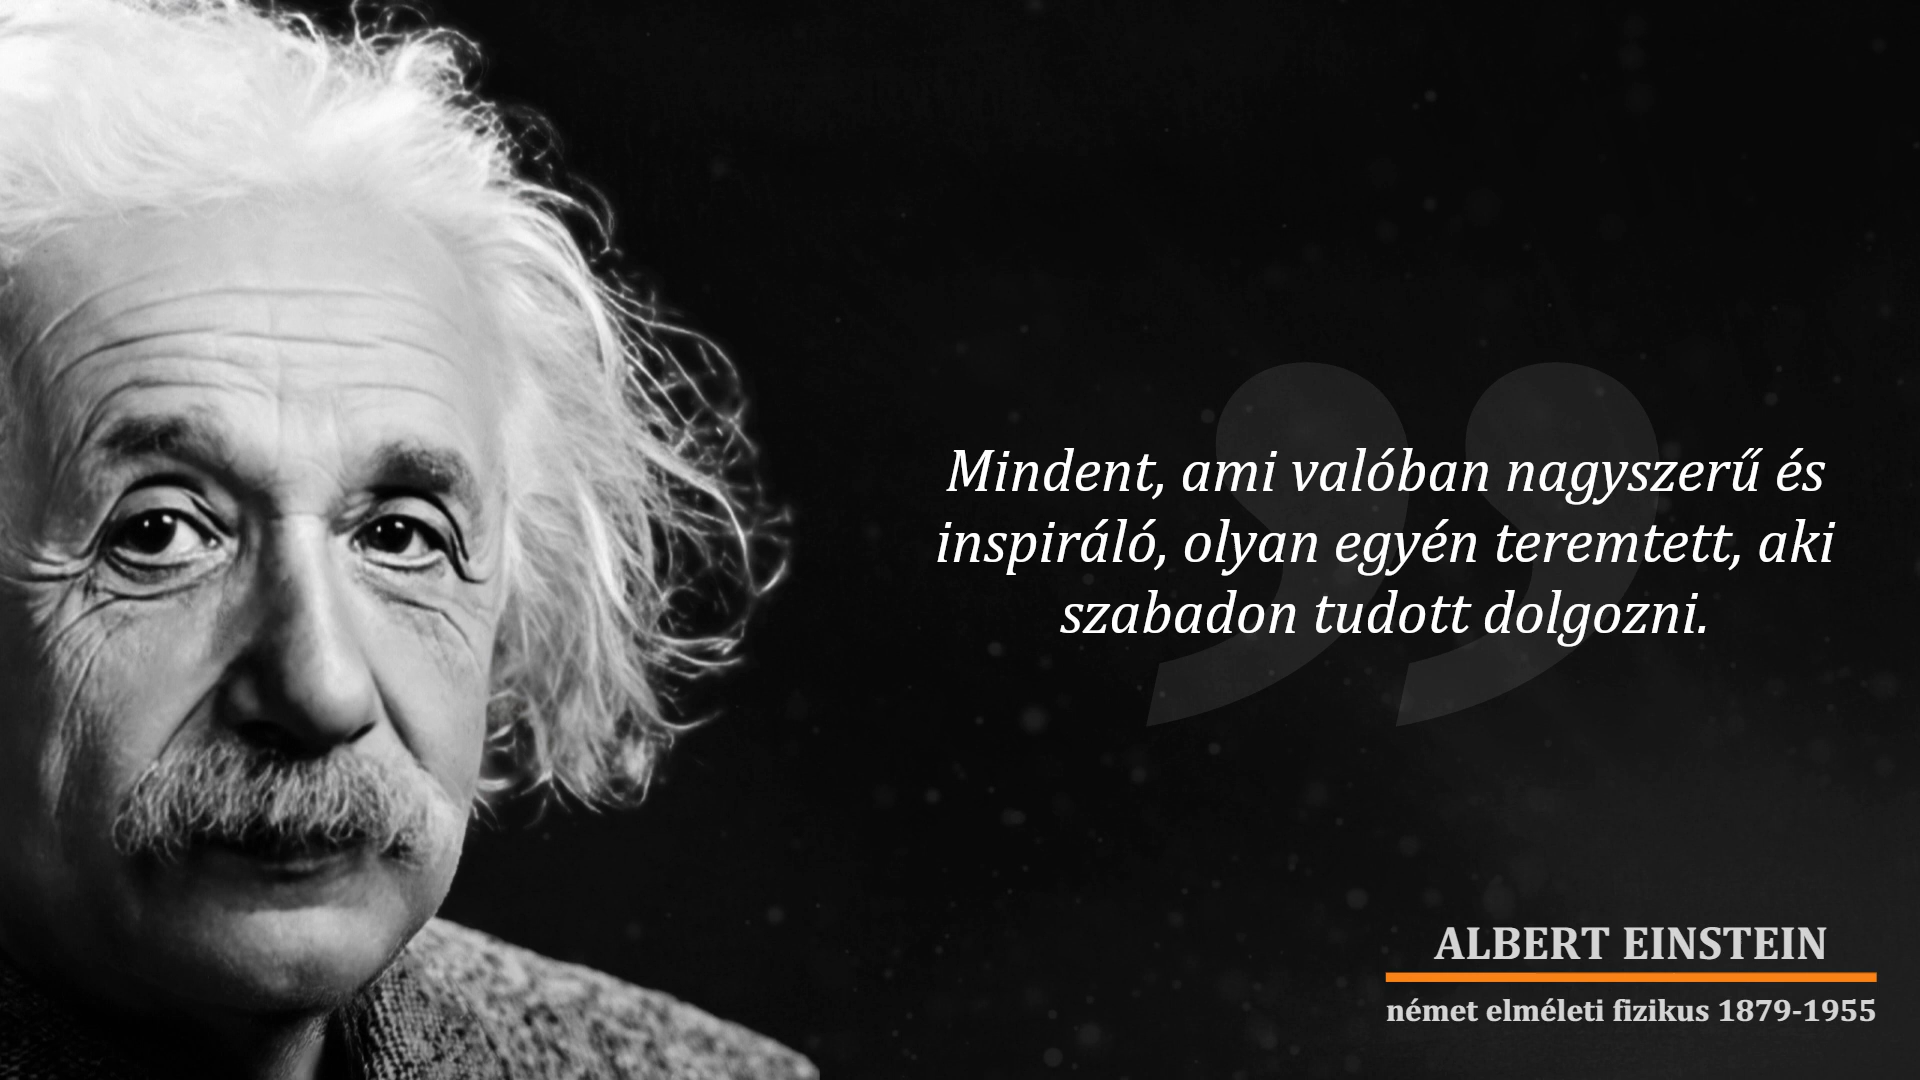 Mindent, ami valóban nagyszerű és
inspiráló, olyan egyén teremtett, aki
szabadon tudott dolgozni.
ALBERT EINSTEIN
német elméleti fizikus 1879-1955